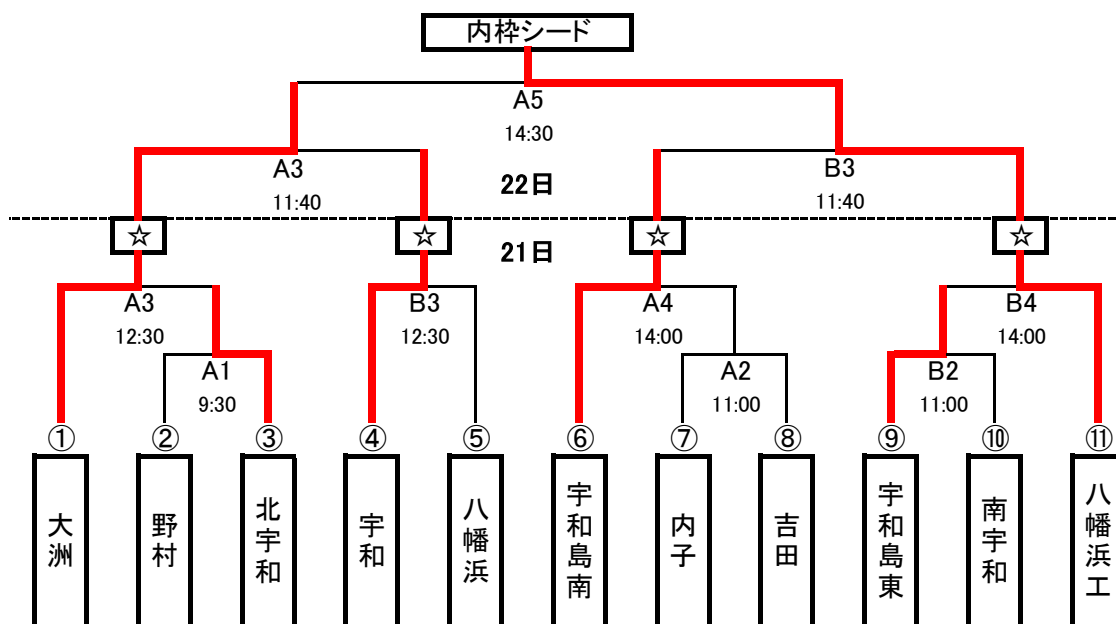 内枠シード
A5
14:30
A3
B3
11:40
22日
11:40
☆
☆
☆
☆
21日
A3
B3
A4
B4
12:30
12:30
14:00
14:00
A1
A2
B2
9:30
11:00
11:00
①
②
③
④
⑤
⑥
⑦
⑧
⑨
⑩
⑪
大洲
野村
北宇和
宇和
八幡浜
宇和島南
内子
吉田
宇和島東
南宇和
八幡浜工